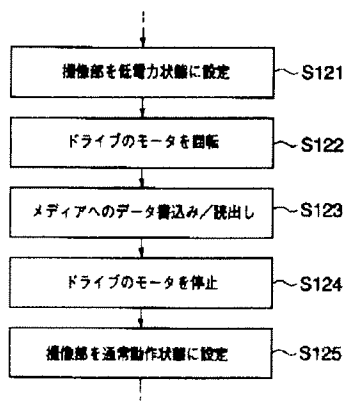 撮像部を低電力状態に設定 S121
ドライブのモータを回転 S122
メディアへのデータ書込み/読出し S123
ドライブのモータを停止 S124
撮像部を通常動作状態に設定 S125